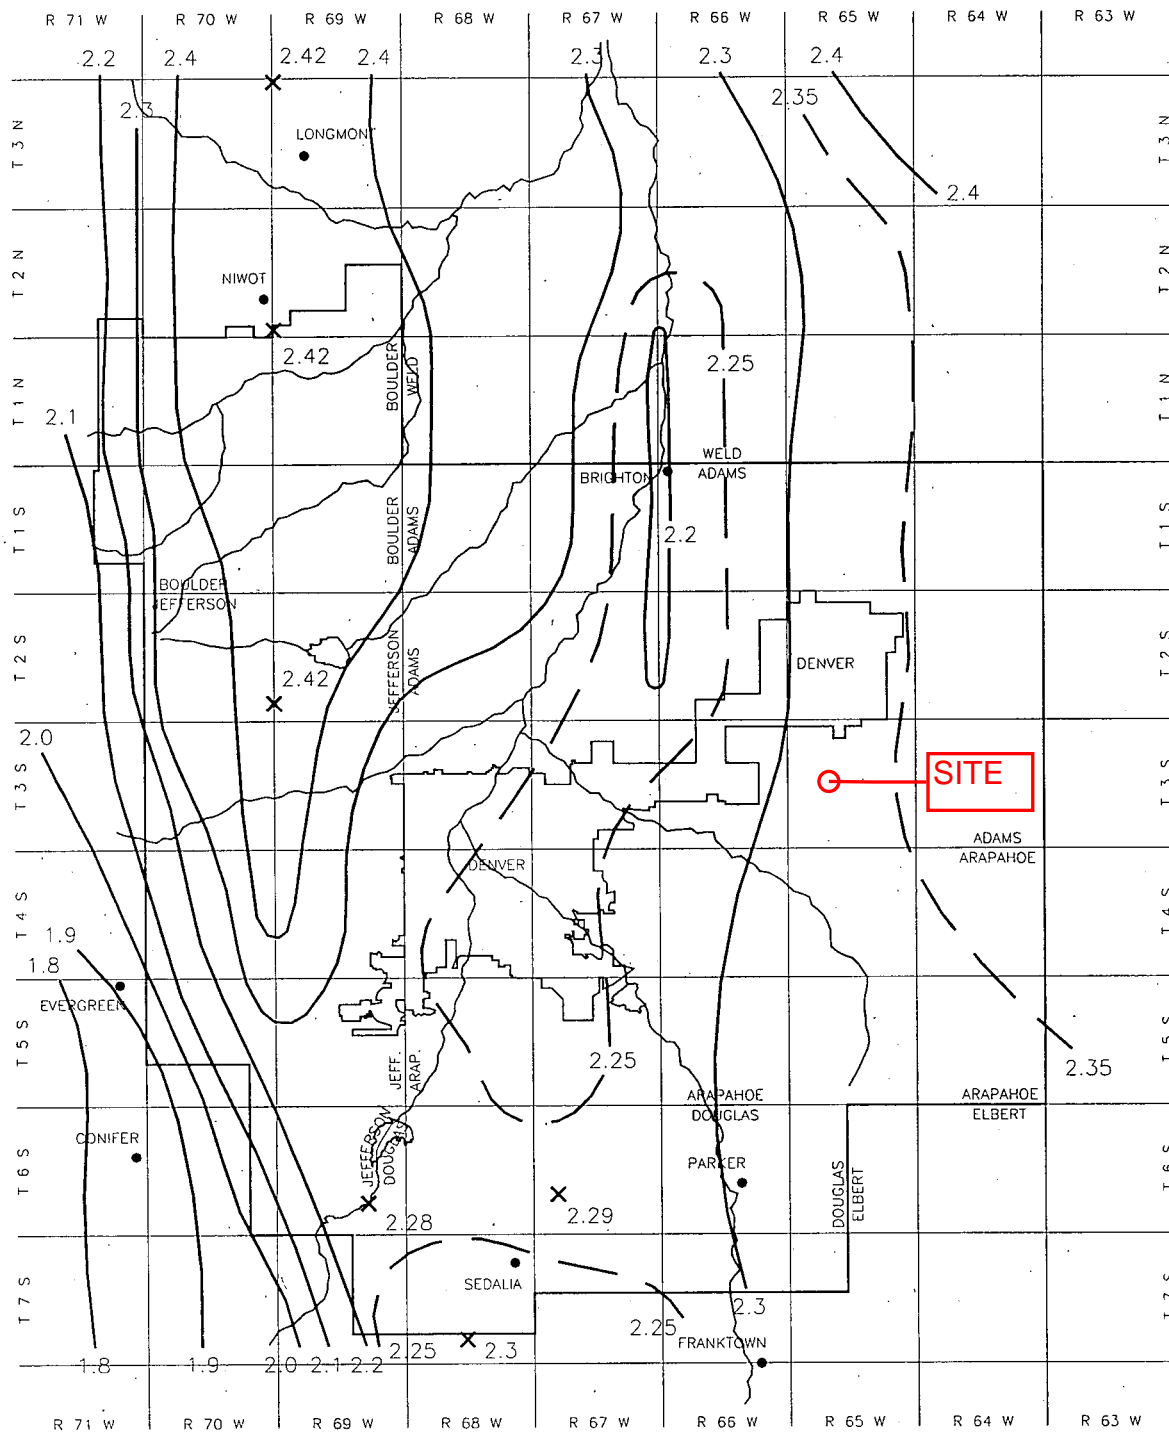 R 71 W R 70 W R 69 W R 68 W R 67 W R 66 W R 65 W R 64 W R 63 W
2.2 2.4 2.42 2.4 2.3 2.3 2.4
2.35
2.3
LONGMONT
T 3 N T 3 N
2.4
T 2 N T 2 N
NIWOT
2.42
BOULDER
WELD
2.25
T 1 N T 1 N
2.1
WELD
ADAMS
BRIGHTON
2.2
T 1 S T 1 S
BOULDER
ADAMS
BOULDER
JEFFERSON
T 2 S T 2 S
JEFFERSON
ADAMS
DENVER
2.42
2.0
T 3 S T 3 S
SITE
ADAMS
ARAPAHOE
DENVER
T 4 S T 4 S
1.9
1.8
EVERGREEN
T 5 S T 5 S
JEFF.
ARAP.
2.25
2.35
ARAPAHOE
DOUGLAS
ARAPAHOE
ELBERT
CONIFER
JEFFERSON
DOUGLAS
PARKER
T 6 S T 6 S
DOUGLAS
ELBERT
2.28
2.29
SEDALIA
T 7 S T 7 S
2.3
2.25
FRANKTOWN
1.8 1.9 2.0 2.1 2.2 2.25 2.3
R 71 W R 70 W R 69 W R 68 W R 67 W R 66 W R 65 W R 64 W R 63 W